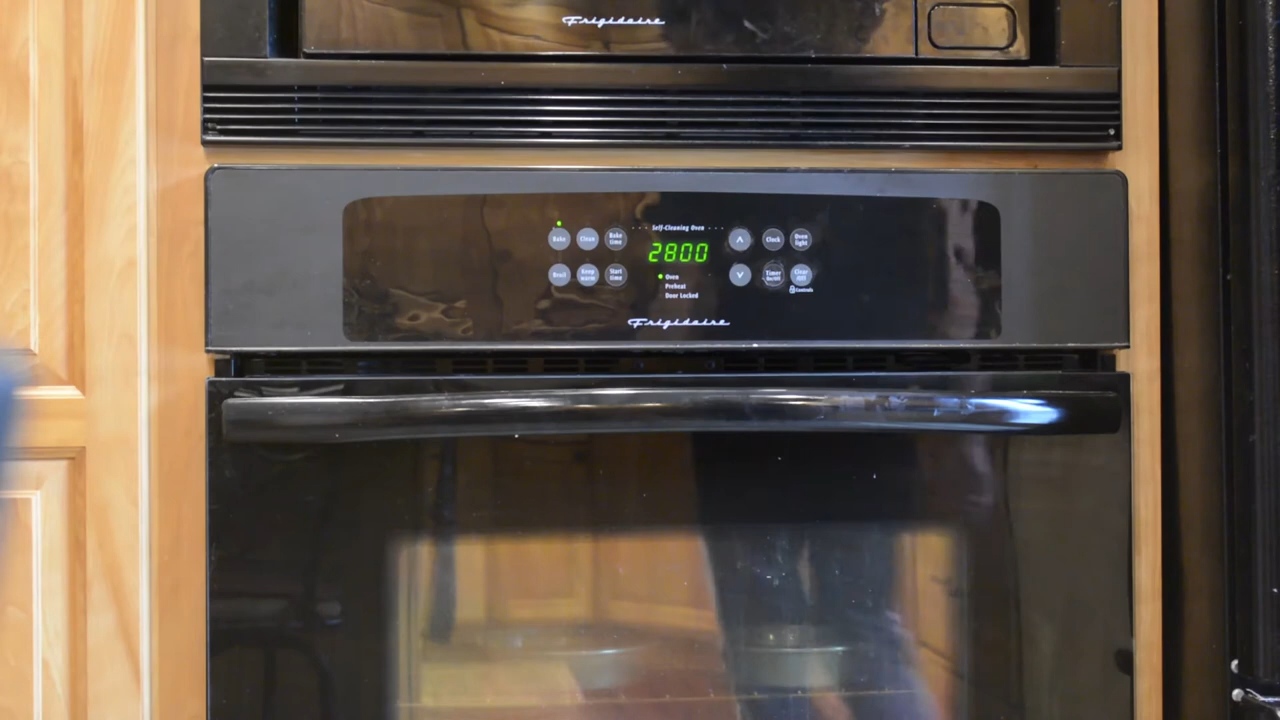 Frigidaire
Self-Cleaning Oven
Bake
Clean
Bake time
2800
Clock
Oven light
Broil
Keep warm
Start time
Oven
Preheat
Door Locked
Timer on/off
Clear /Off
Controls
Frigidaire